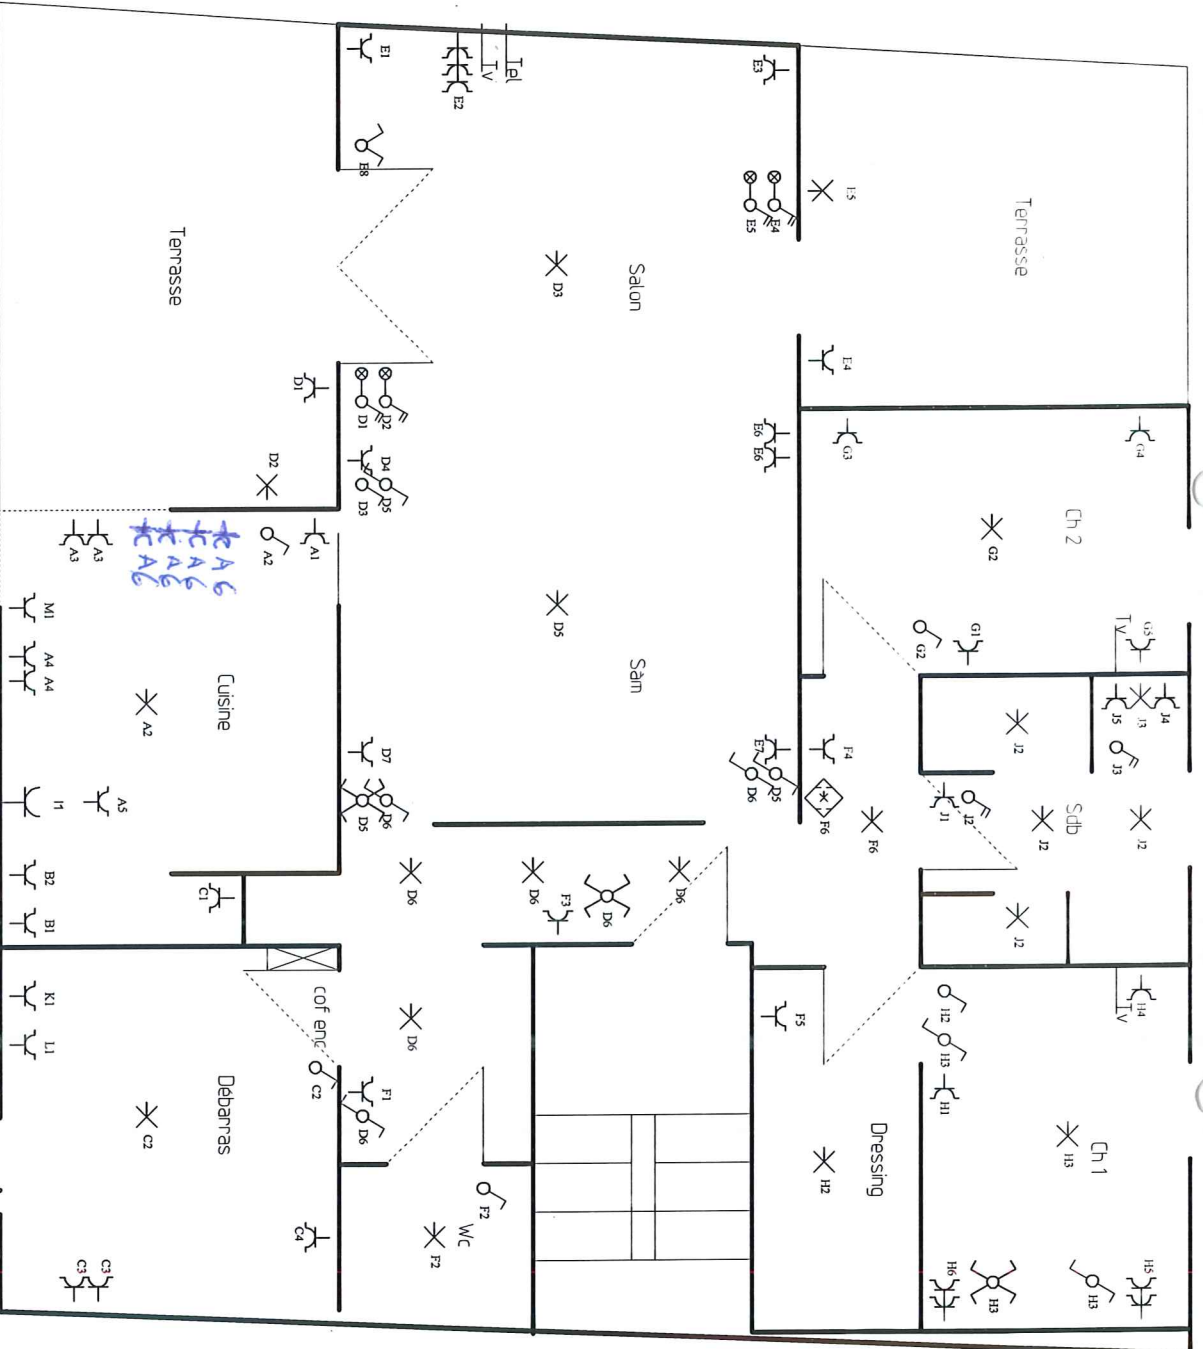 E1
Tel
Tv
E2
E3
E8
E5
E5
E4
Terrasse
Terrasse
Salon
D3
D1
D1
D2
E4
D4
D5
D3
E6
E6
G3
G4
D2
A1
A2
A3
A3
A6
A6
A6
A6
Ch 2
G2
G1
G2
G5
Tv
D5
Sàm
M1
A4
A4
A2
Cuisine
J5
J3
J4
J3
J2
D7
D5
D6
E7
D6
D5
F4
F6
F6
J1
J2
Sdb
J2
J2
J2
I1
A5
B2
B1
C1
D6
D6
D6
F3
D6
K1
L1
cof enc
D6
F5
H2
H3
H4
Tv
H1
C2
F1
D6
C2
Débarras
C4
C3
C3
F2
Wc
F2
Dressing
H2
Ch 1
H3
H6
H3
H3
H5